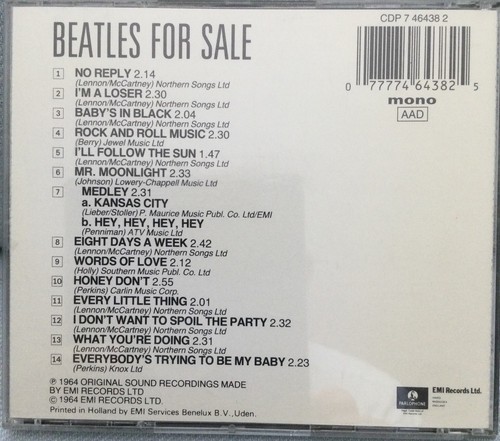 BEATLES FOR SALE
CDP 7 46438 2
0 77774 64382 5
mono
AAD
1 NO REPLY 2.14
(Lennon/McCartney) Northern Songs Ltd
2 I'M A LOSER 2.30
(Lennon/McCartney) Northern Songs Ltd
3 BABY'S IN BLACK 2.04
(Lennon/McCartney) Northern Songs Ltd
4 ROCK AND ROLL MUSIC 2.30
(Berry) Jewel Music Ltd
5 I'LL FOLLOW THE SUN 1.47
(Lennon/McCartney) Northern Songs Ltd
6 MR. MOONLIGHT 2.33
(Johnson) Lowery-Chappell Music Ltd
7 MEDLEY 2.31
a. KANSAS CITY
(Lieber/Stoller) P. Maurice Music Publ. Co. Ltd/EMI
b. HEY, HEY, HEY, HEY
(Penniman) ATV Music Ltd
8 EIGHT DAYS A WEEK 2.42
(Lennon/McCartney) Northern Songs Ltd
9 WORDS OF LOVE 2.12
(Holly) Southern Music Publ. Co. Ltd
10 HONEY DON'T 2.55
(Perkins) Carlin Music Corp.
11 EVERY LITTLE THING 2.01
(Lennon/McCartney) Northern Songs Ltd
12 I DON'T WANT TO SPOIL THE PARTY 2.32
(Lennon/McCartney) Northern Songs Ltd
13 WHAT YOU'RE DOING 2.31
(Lennon/McCartney) Northern Songs Ltd
14 EVERYBODY'S TRYING TO BE MY BABY 2.23
(Perkins) Knox Ltd
℗ 1964 ORIGINAL SOUND RECORDINGS MADE
BY EMI RECORDS LTD
© 1964 EMI RECORDS LTD
Printed in Holland by EMI Services Benelux B.V., Uden.
PARLOPHONE
EMI Records Ltd.